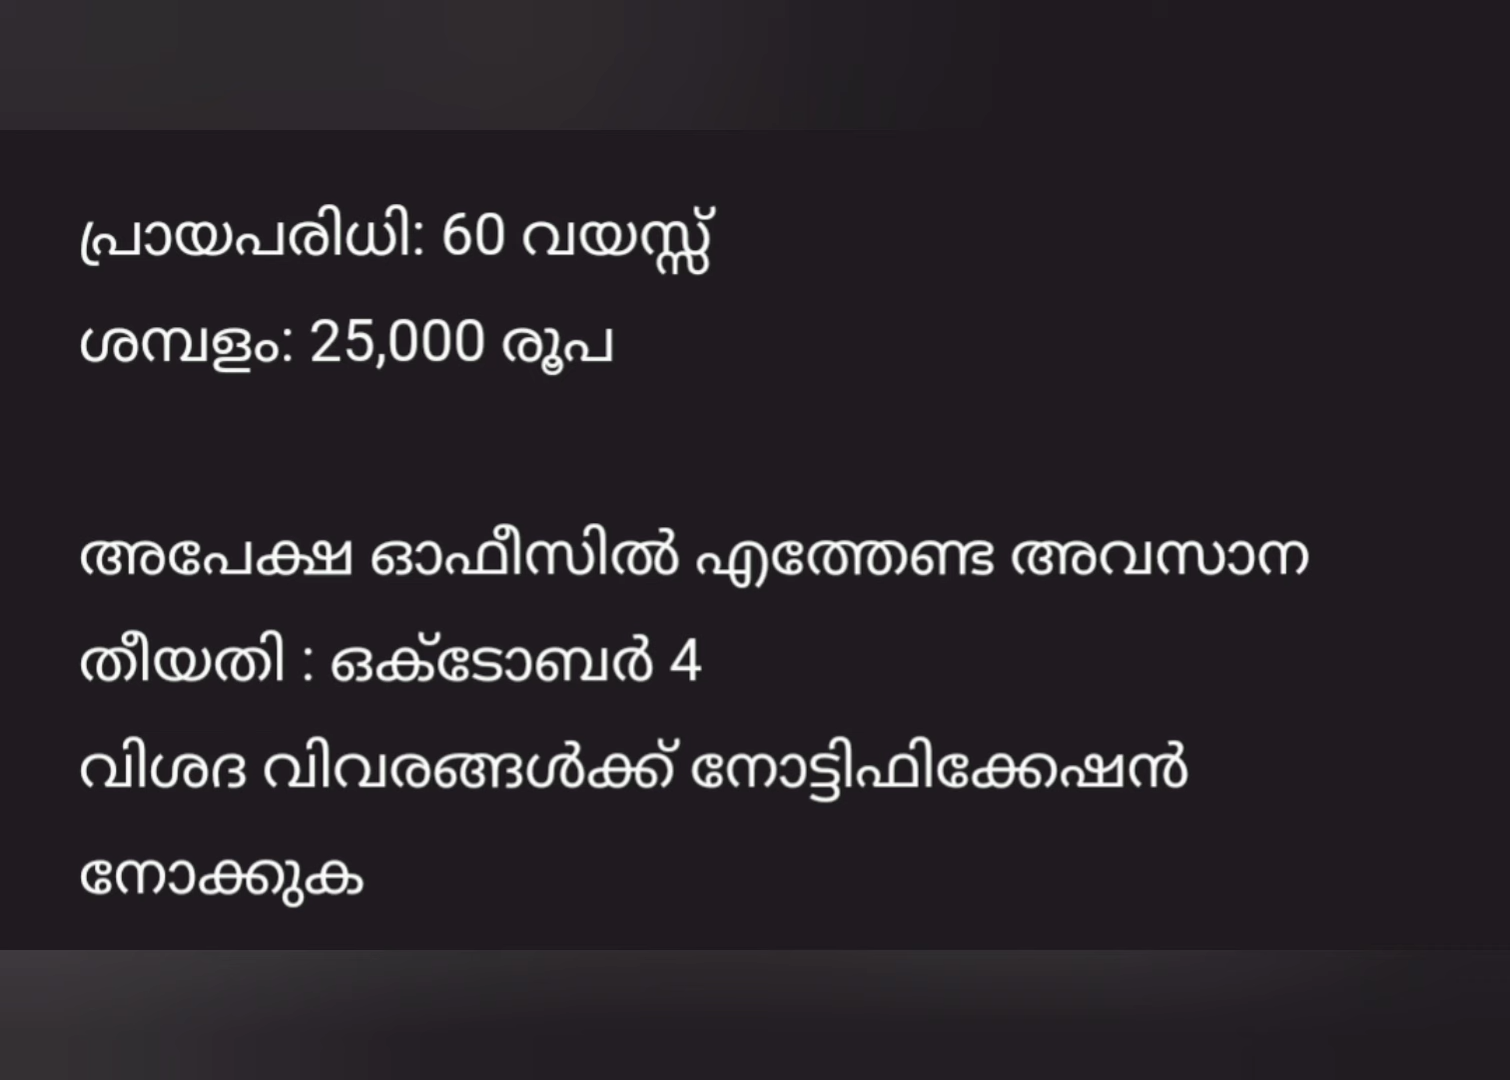 പ്രായപരിധി: 60 വയസ്സ്
ശമ്പളം: 25,000 രൂപ
അപേക്ഷ ഓഫീസിൽ എത്തേണ്ട അവസാന
തീയതി : ഒക്ടോബർ 4
വിശദ വിവരങ്ങൾക്ക് നോട്ടിഫിക്കേഷൻ
നോക്കുക